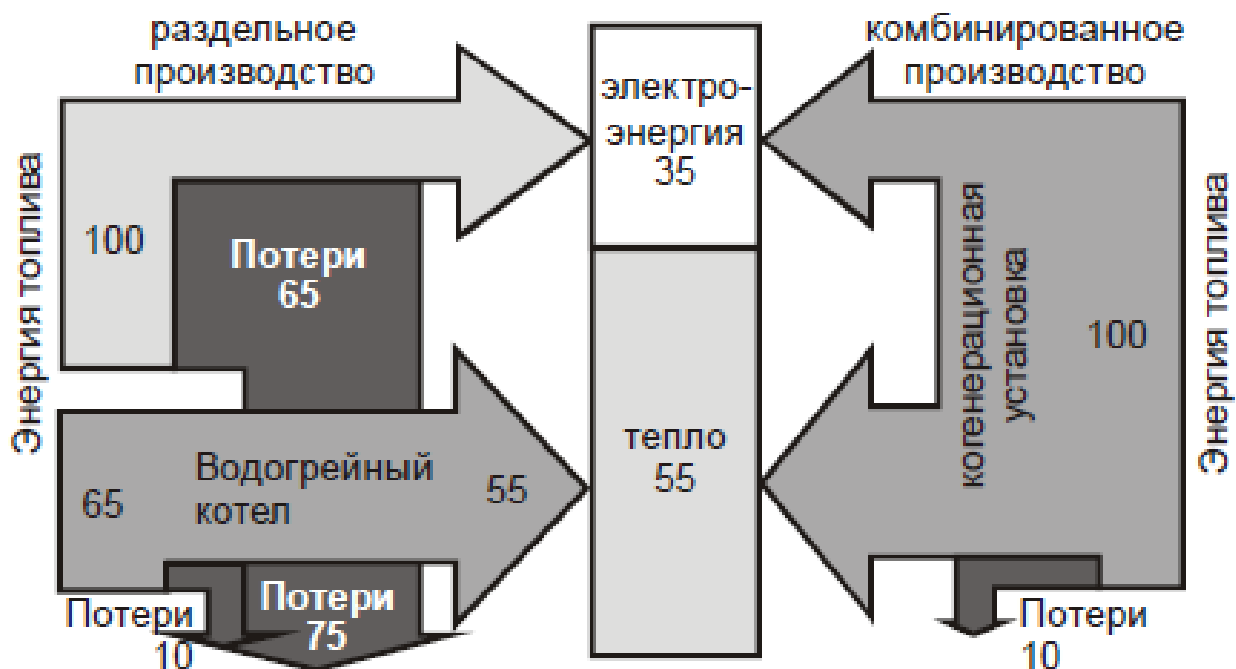 раздельное
производство
комбинированное
производство
Энергия топлива
100
Потери
65
электро-
энергия
35
Водогрейный
котел
65
55
тепло
55
Потери
10
Потери
75
когенерационная
установка
100
Энергия топлива
Потери
10